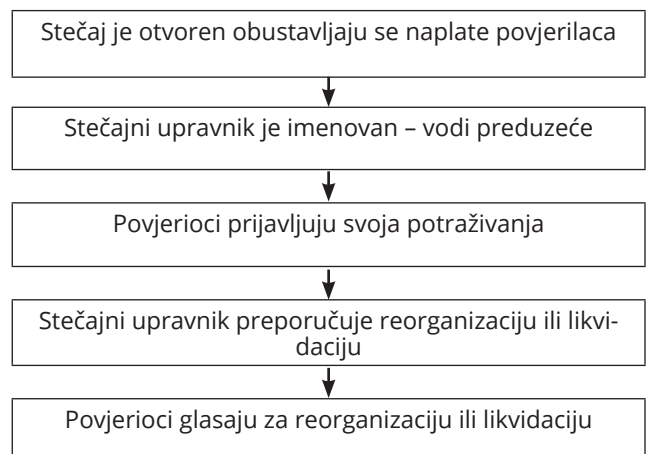 Stečaj je otvoren obustavljaju se naplate povjerilaca
Stečajni upravnik je imenovan – vodi preduzeće
Povjerioci prijavljuju svoja potraživanja
Stečajni upravnik preporučuje reorganizaciju ili likvi-
daciju
Povjerioci glasaju za reorganizaciju ili likvidaciju